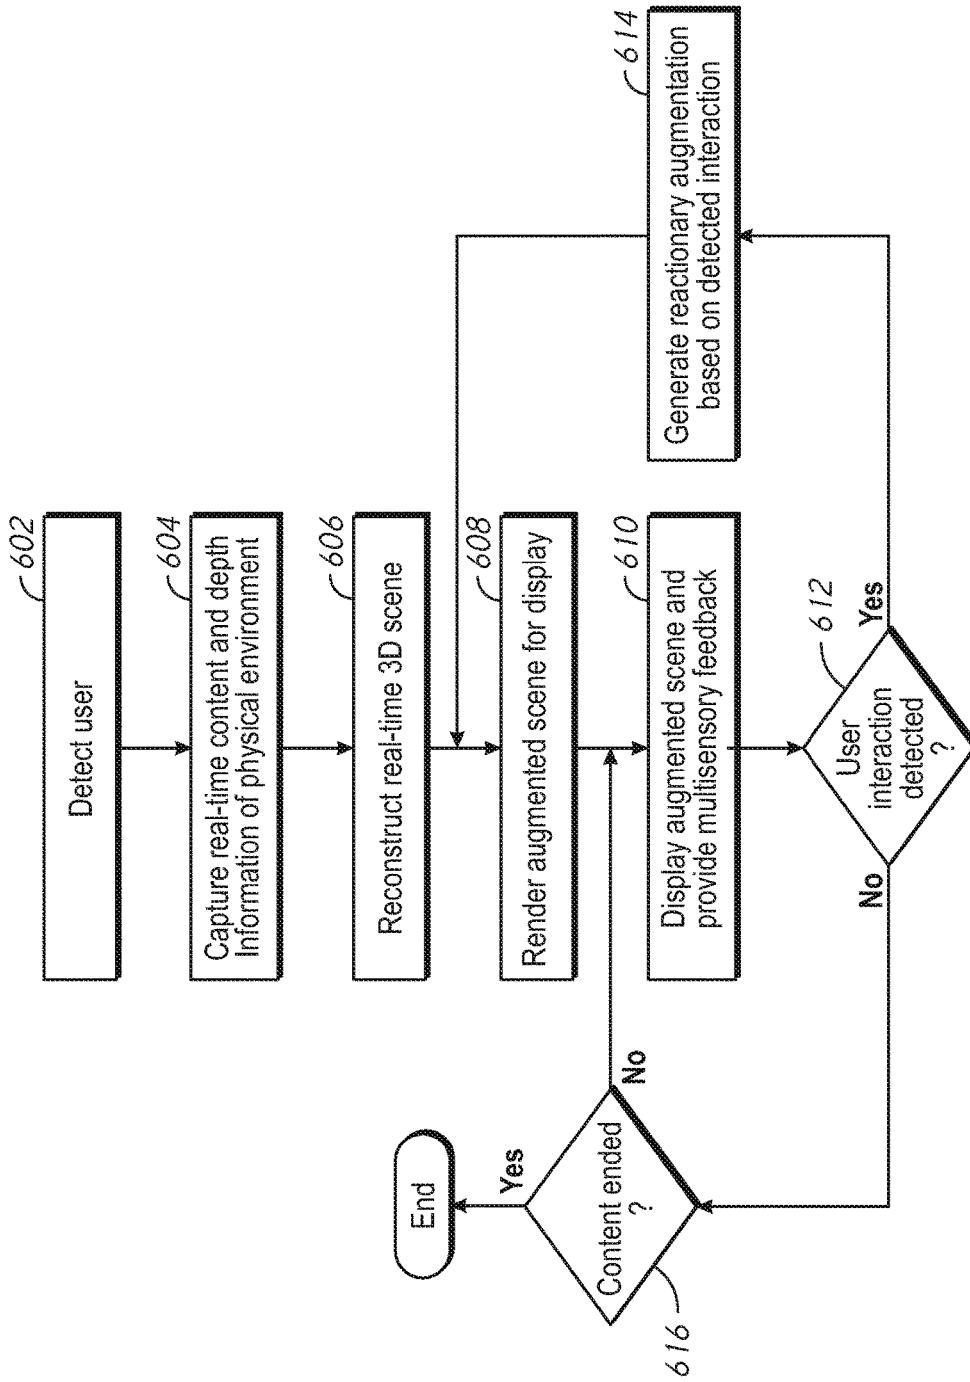 602
Detect user
604
Capture real-time content and depth
Information of physical environment
606
Reconstruct real-time 3D scene
608
Render augmented scene for display
610
Display augmented scene and
provide multisensory feedback
612
User
interaction
detected
?
Yes
No
614
Generate reactionary augmentation
based on detected interaction
616
Content ended
?
No
Yes
End